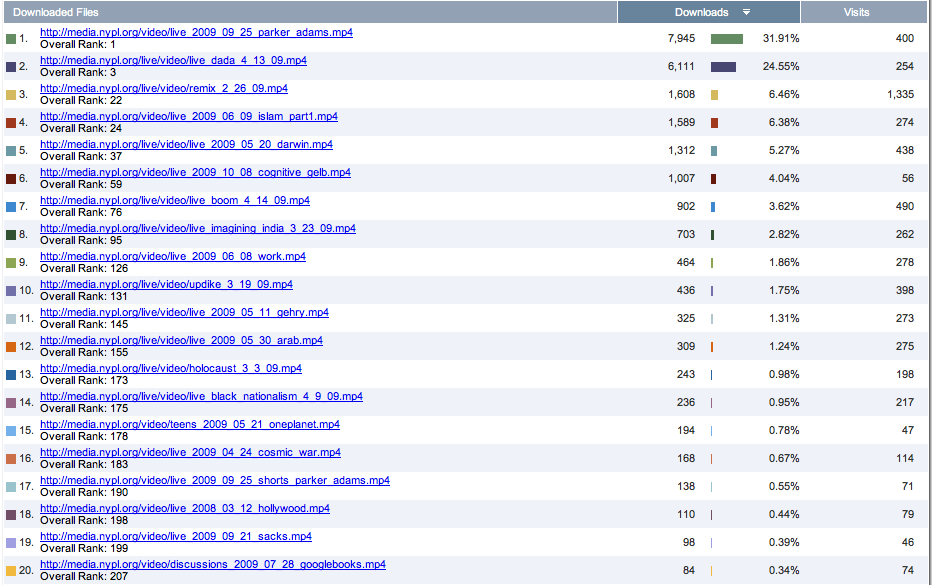 Downloaded Files Downloads Visits
1. http://media.nypl.org/video/live_2009_09_25_parker_adams.mp4 7,945 31.91% 400
Overall Rank: 1
2. http://media.nypl.org/video/live_dada_4_13_09.mp4 6,111 24.55% 254
Overall Rank: 3
3. http://media.nypl.org/live/video/remix_2_26_09.mp4 1,608 6.46% 1,335
Overall Rank: 22
4. http://media.nypl.org/video/live_2009_06_09_islam_part1.mp4 1,589 6.38% 274
Overall Rank: 24
5. http://media.nypl.org/video/live_2009_05_20_darwin.mp4 1,312 5.27% 438
Overall Rank: 37
6. http://media.nypl.org/video/live_2009_10_08_cognitive_gelb.mp4 1,007 4.04% 56
Overall Rank: 59
7. http://media.nypl.org/live/video/live_boom_4_14_09.mp4 902 3.62% 490
Overall Rank: 76
8. http://media.nypl.org/live/video/live_imagining_india_3_23_09.mp4 703 2.82% 262
Overall Rank: 95
9. http://media.nypl.org/video/live_2009_06_08_work.mp4 464 1.86% 278
Overall Rank: 126
10. http://media.nypl.org/live/video/updike_3_19_09.mp4 436 1.75% 398
Overall Rank: 131
11. http://media.nypl.org/video/live_2009_05_11_gehry.mp4 325 1.31% 273
Overall Rank: 145
12. http://media.nypl.org/video/live_2009_05_30_arab.mp4 309 1.24% 275
Overall Rank: 155
13. http://media.nypl.org/live/video/holocaust_3_3_09.mp4 243 0.98% 198
Overall Rank: 173
14. http://media.nypl.org/live/video/live_black_nationalism_4_9_09.mp4 236 0.95% 217
Overall Rank: 175
15. http://media.nypl.org/video/teens_2009_05_21_oneplanet.mp4 194 0.78% 47
Overall Rank: 178
16. http://media.nypl.org/video/live_2009_04_24_cosmic_war.mp4 168 0.67% 114
Overall Rank: 183
17. http://media.nypl.org/video/live_2009_09_25_shorts_parker_adams.mp4 138 0.55% 71
Overall Rank: 190
18. http://media.nypl.org/video/live_2008_03_12_hollywood.mp4 110 0.44% 79
Overall Rank: 198
19. http://media.nypl.org/video/live_2009_09_21_sacks.mp4 98 0.39% 46
Overall Rank: 199
20. http://media.nypl.org/video/discussions_2009_07_28_googlebooks.mp4 84 0.34% 74
Overall Rank: 207